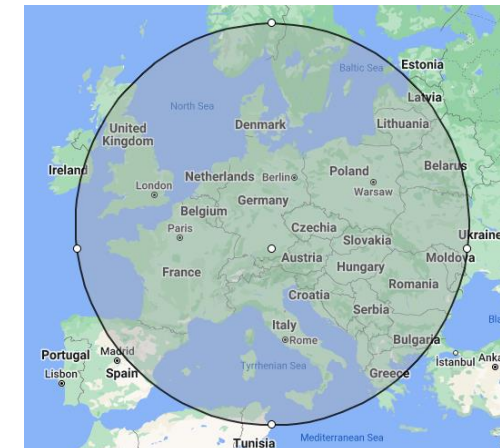 Estonia
Baltic Sea
Latvia
North Sea
United
Kingdom
Denmark
Lithuania
Ireland
London
Netherlands
Berlin
Poland
Warsaw
Belarus
Germany
Belgium
Paris
Czechia
Slovakia
Ukraine
Moldova
Austria
Hungary
France
Romania
Croatia
Serbia
Italy
Rome
Bulgaria
Portugal
Madrid
Lisbon
Spain
Tyrrhenian Sea
Greece
Istanbul
Anka
Bla
Mediterranean Sea
Tunisia